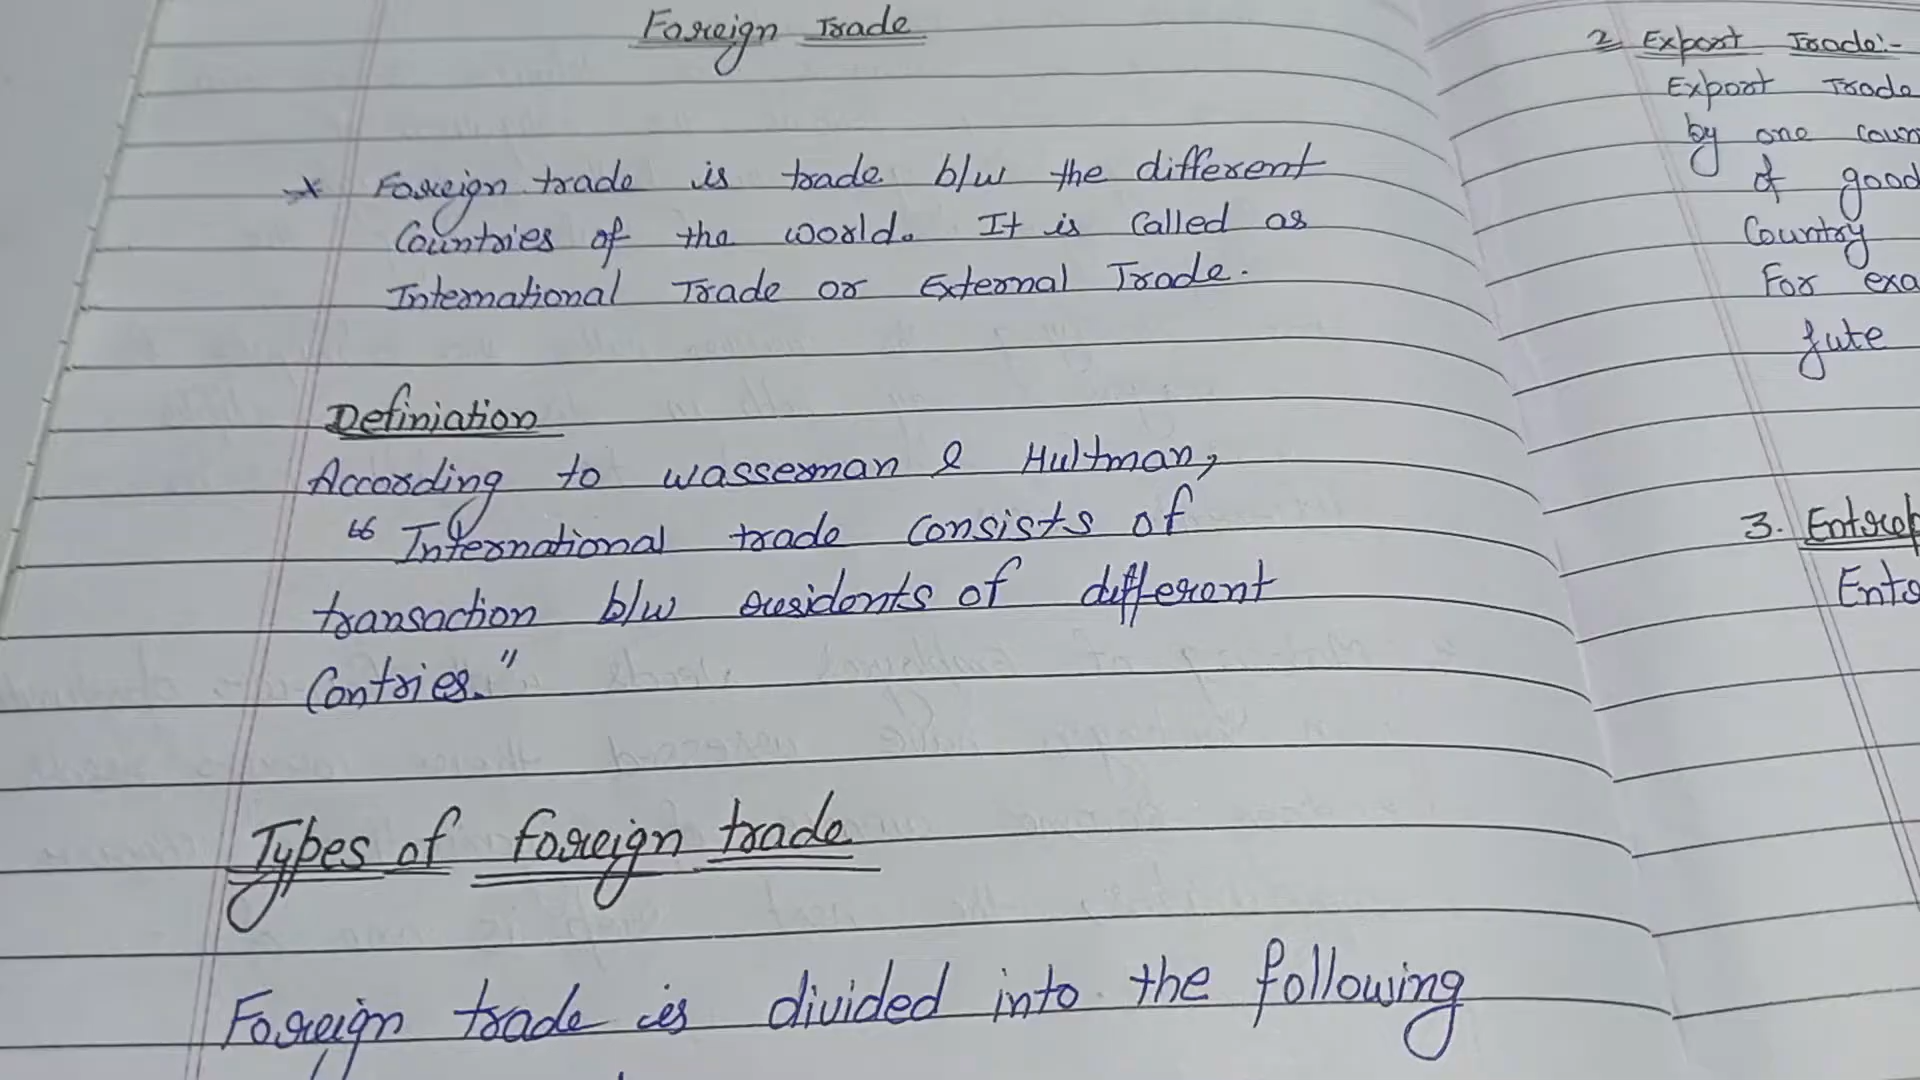 Foreign Trade
* Foreign trade is trade b/w the different
Countries of the world. It is Called as
International Trade or External Trade.
Definiation
According to wasserman & Hultman,
" International trade consists of
transaction b/w residents of different
Contries."
Types of foreign trade
Foreign trade is divided into the following
2 Export Trade:-
Export Trade
by one
of good
Country
For exa
Jute
3.